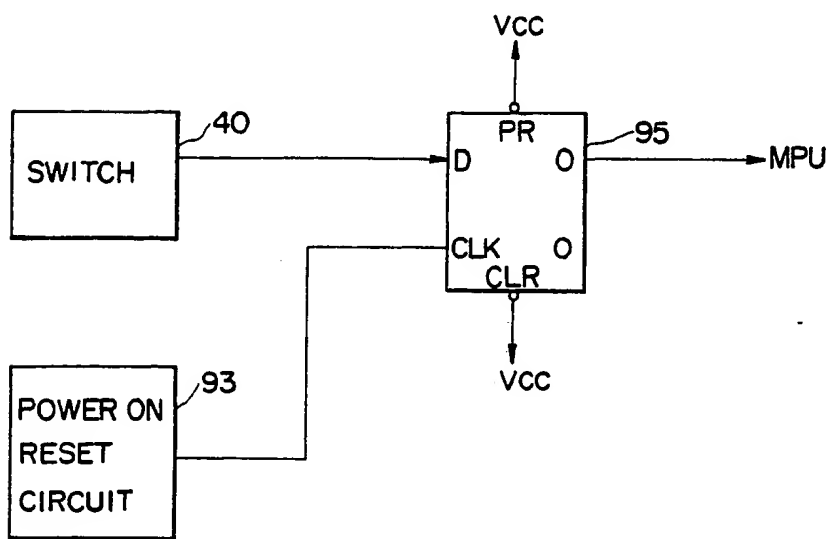 VCC
40
PR
95
SWITCH
D
O
MPU
CLK
O
CLR
93
VCC
POWER ON
RESET
CIRCUIT